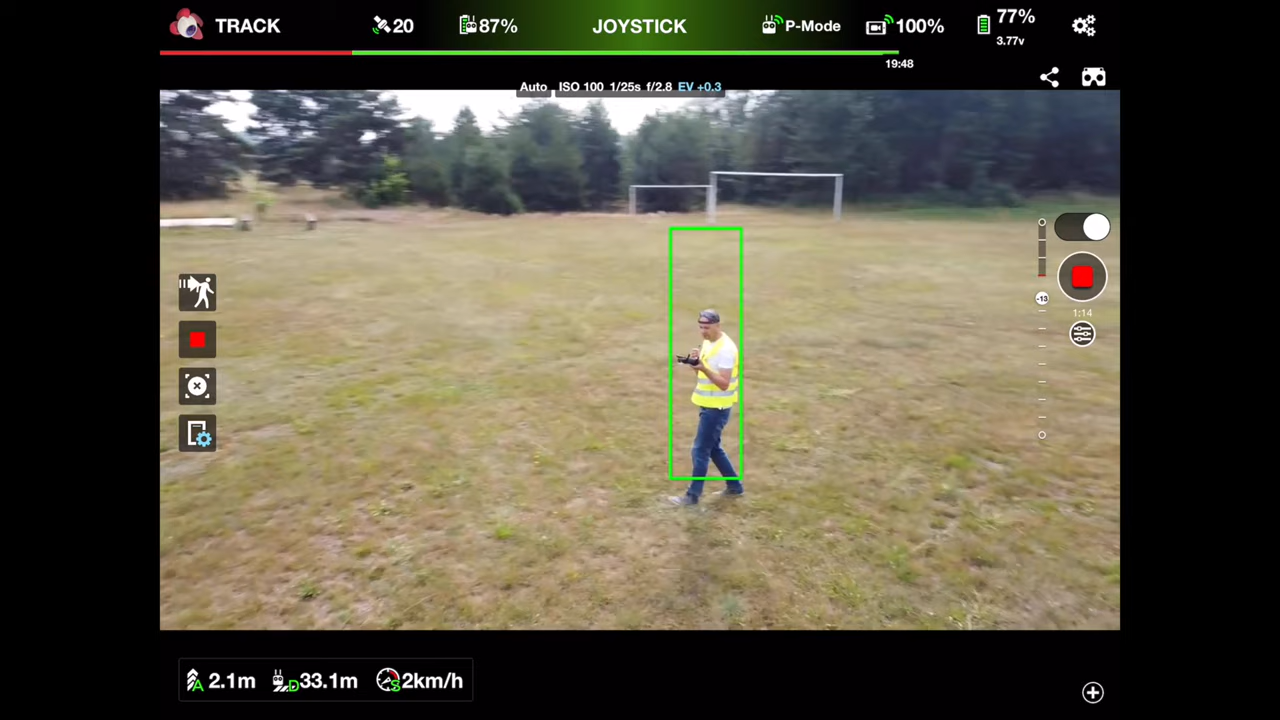 TRACK
20
87%
JOYSTICK
P-Mode
100%
77%
3.77v
19:48
Auto ISO 100 1/25s f/2.8 EV +0.3
-13
1:14
A 2.1m D 33.1m S 2km/h